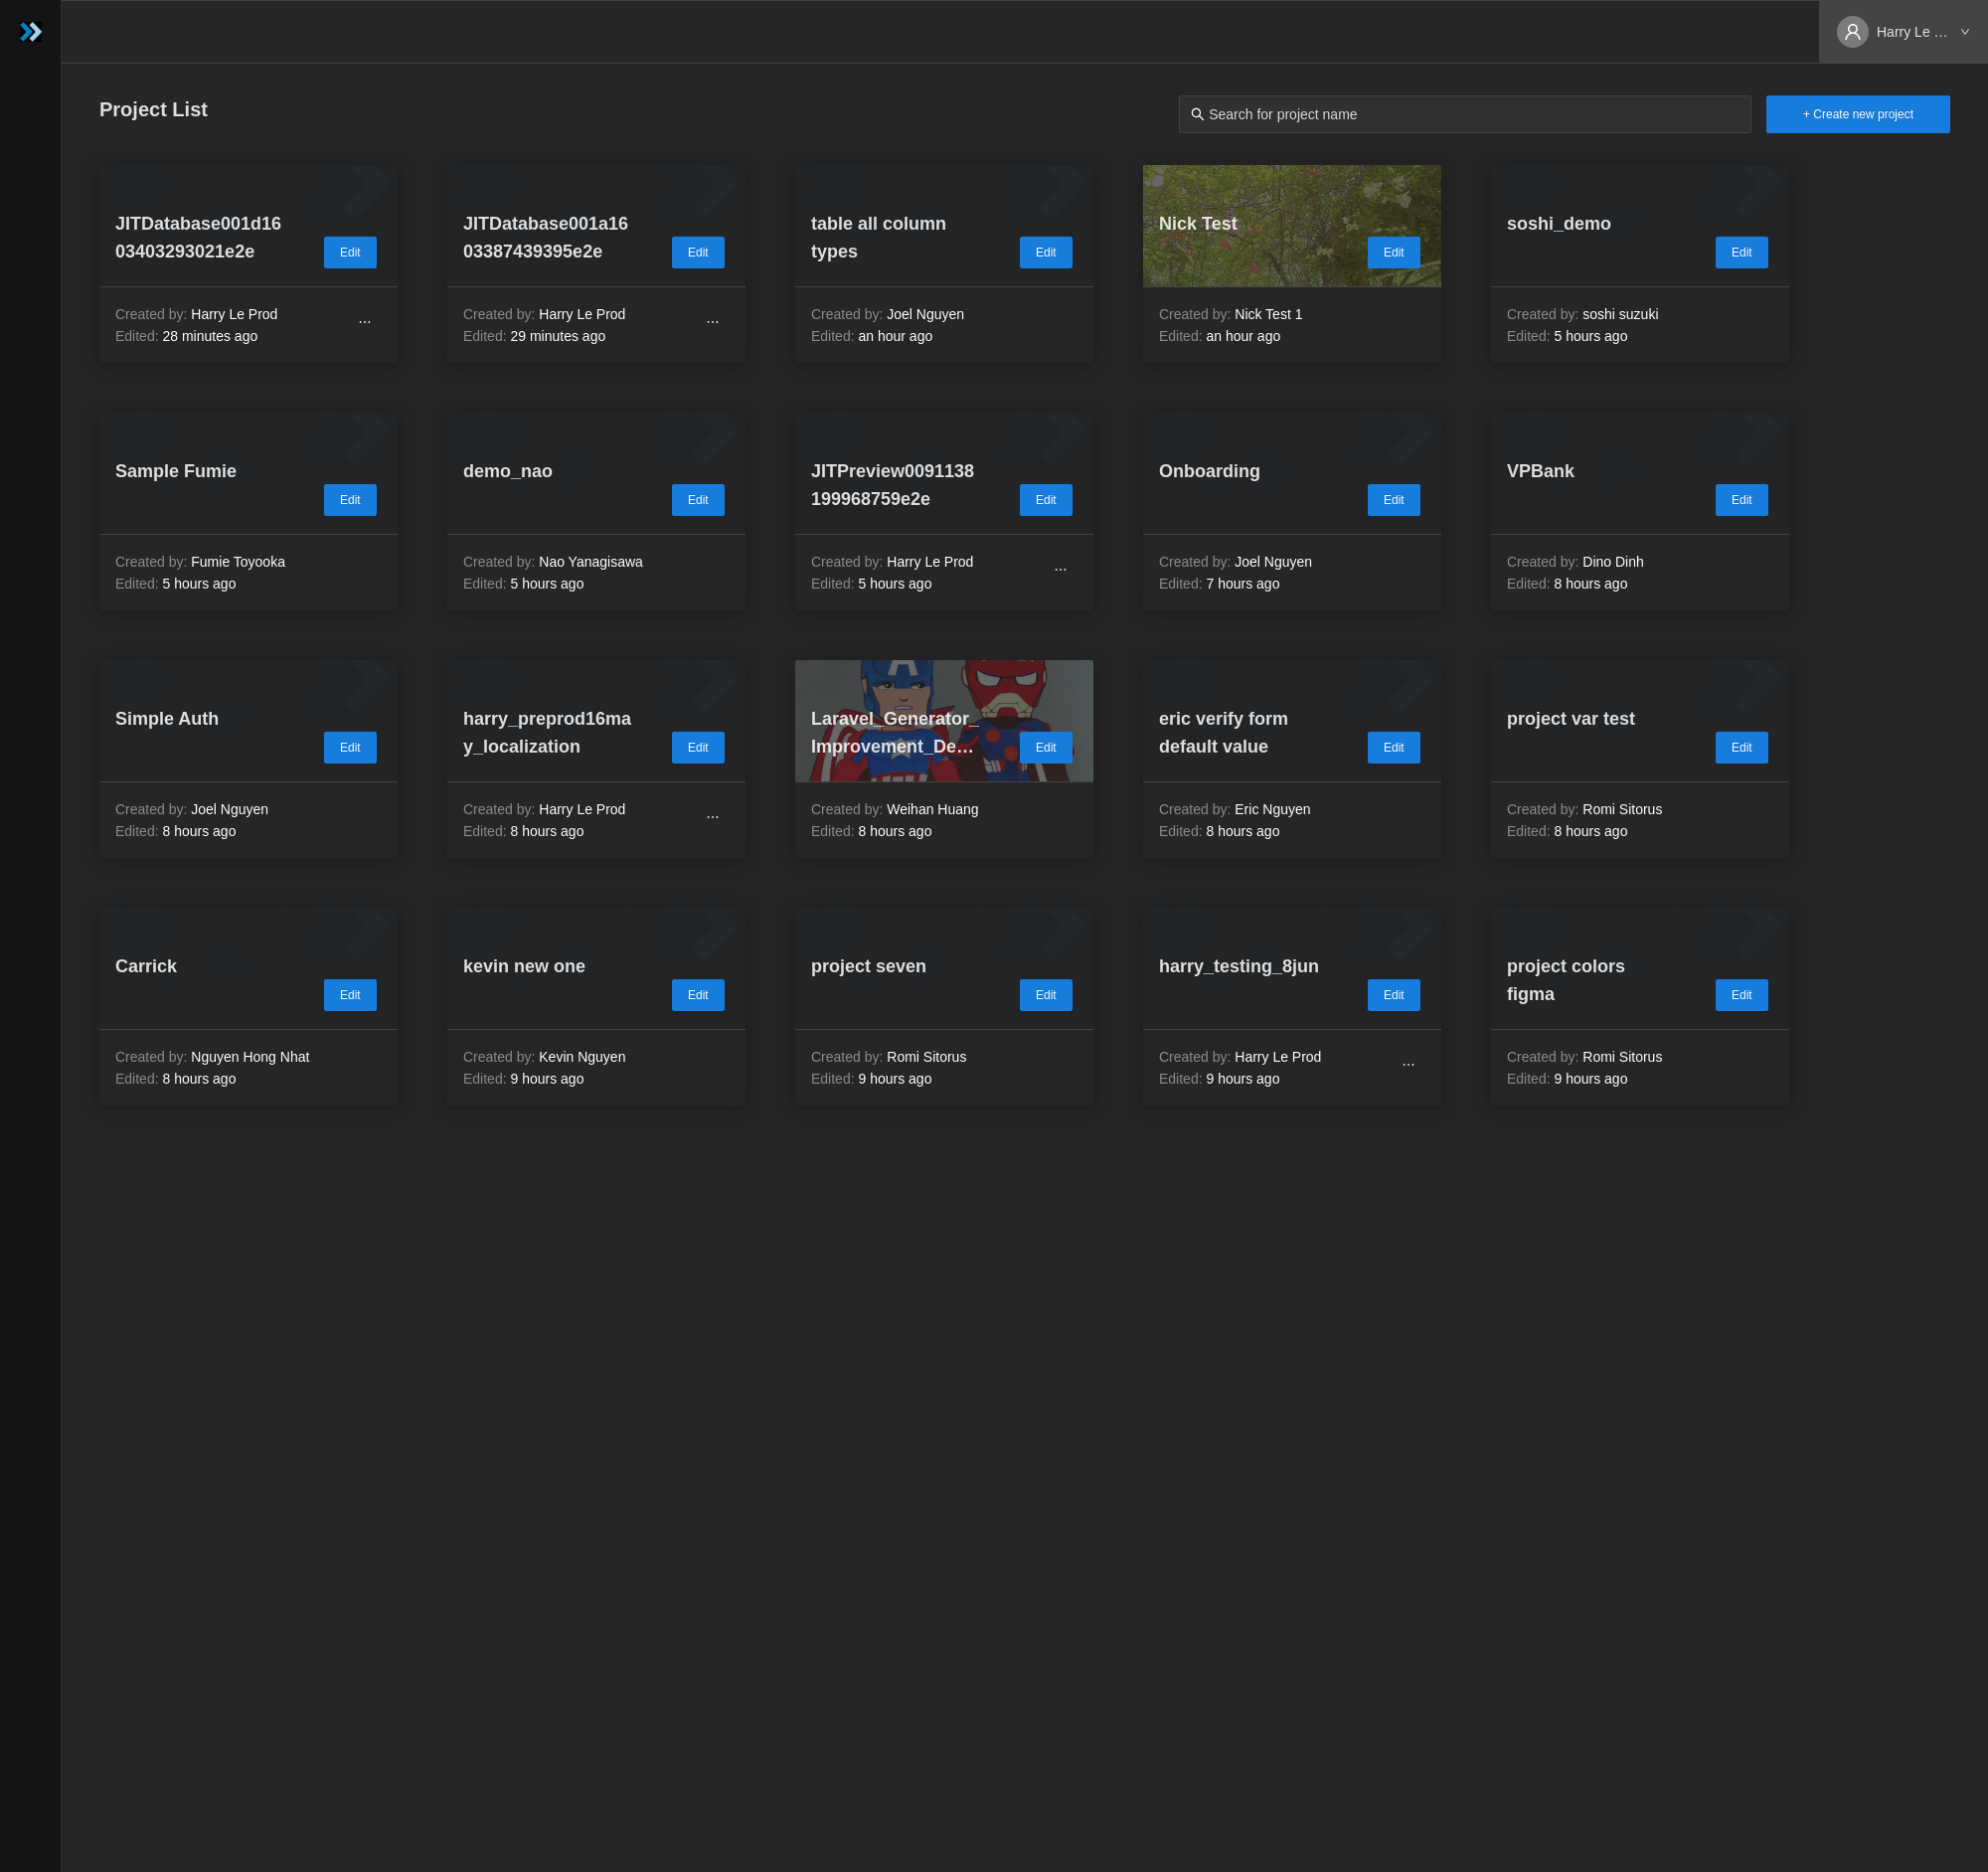 Harry Le ...
Project List
Search for project name
+ Create new project
JITDatabase001d16
03403293021e2e
Edit
Created by: Harry Le Prod
Edited: 28 minutes ago
...
JITDatabase001a16
03387439395e2e
Edit
Created by: Harry Le Prod
Edited: 29 minutes ago
...
table all column
types
Edit
Created by: Joel Nguyen
Edited: an hour ago
Nick Test
Edit
Created by: Nick Test 1
Edited: an hour ago
soshi_demo
Edit
Created by: soshi suzuki
Edited: 5 hours ago
Sample Fumie
Edit
Created by: Fumie Toyooka
Edited: 5 hours ago
demo_nao
Edit
Created by: Nao Yanagisawa
Edited: 5 hours ago
JITPreview0091138
199968759e2e
Edit
Created by: Harry Le Prod
Edited: 5 hours ago
...
Onboarding
Edit
Created by: Joel Nguyen
Edited: 7 hours ago
VPBank
Edit
Created by: Dino Dinh
Edited: 8 hours ago
Simple Auth
Edit
Created by: Joel Nguyen
Edited: 8 hours ago
harry_preprod16ma
y_localization
Edit
Created by: Harry Le Prod
Edited: 8 hours ago
...
Laravel_Generator_
Improvement_De...
Edit
Created by: Weihan Huang
Edited: 8 hours ago
eric verify form
default value
Edit
Created by: Eric Nguyen
Edited: 8 hours ago
project var test
Edit
Created by: Romi Sitorus
Edited: 8 hours ago
Carrick
Edit
Created by: Nguyen Hong Nhat
Edited: 8 hours ago
kevin new one
Edit
Created by: Kevin Nguyen
Edited: 9 hours ago
project seven
Edit
Created by: Romi Sitorus
Edited: 9 hours ago
harry_testing_8jun
Edit
Created by: Harry Le Prod
Edited: 9 hours ago
...
project colors
figma
Edit
Created by: Romi Sitorus
Edited: 9 hours ago